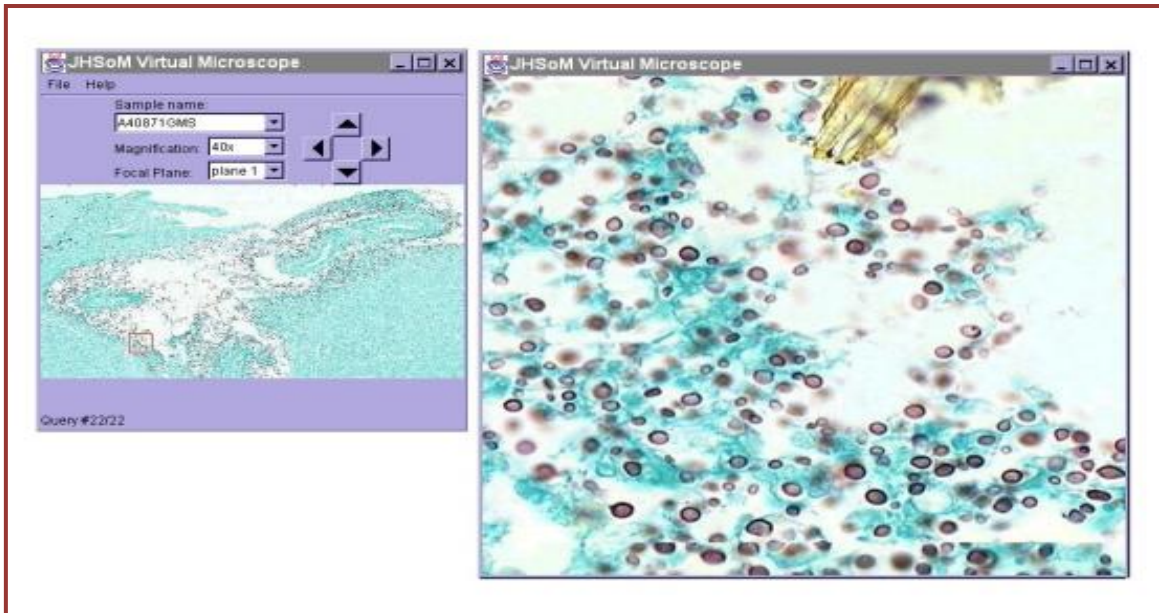 JHSoM Virtual Microscope
File Help
Sample name:
A40871GMS
Magnification: 40x
Focal Plane: plane 1
Query #22/22
JHSoM Virtual Microscope